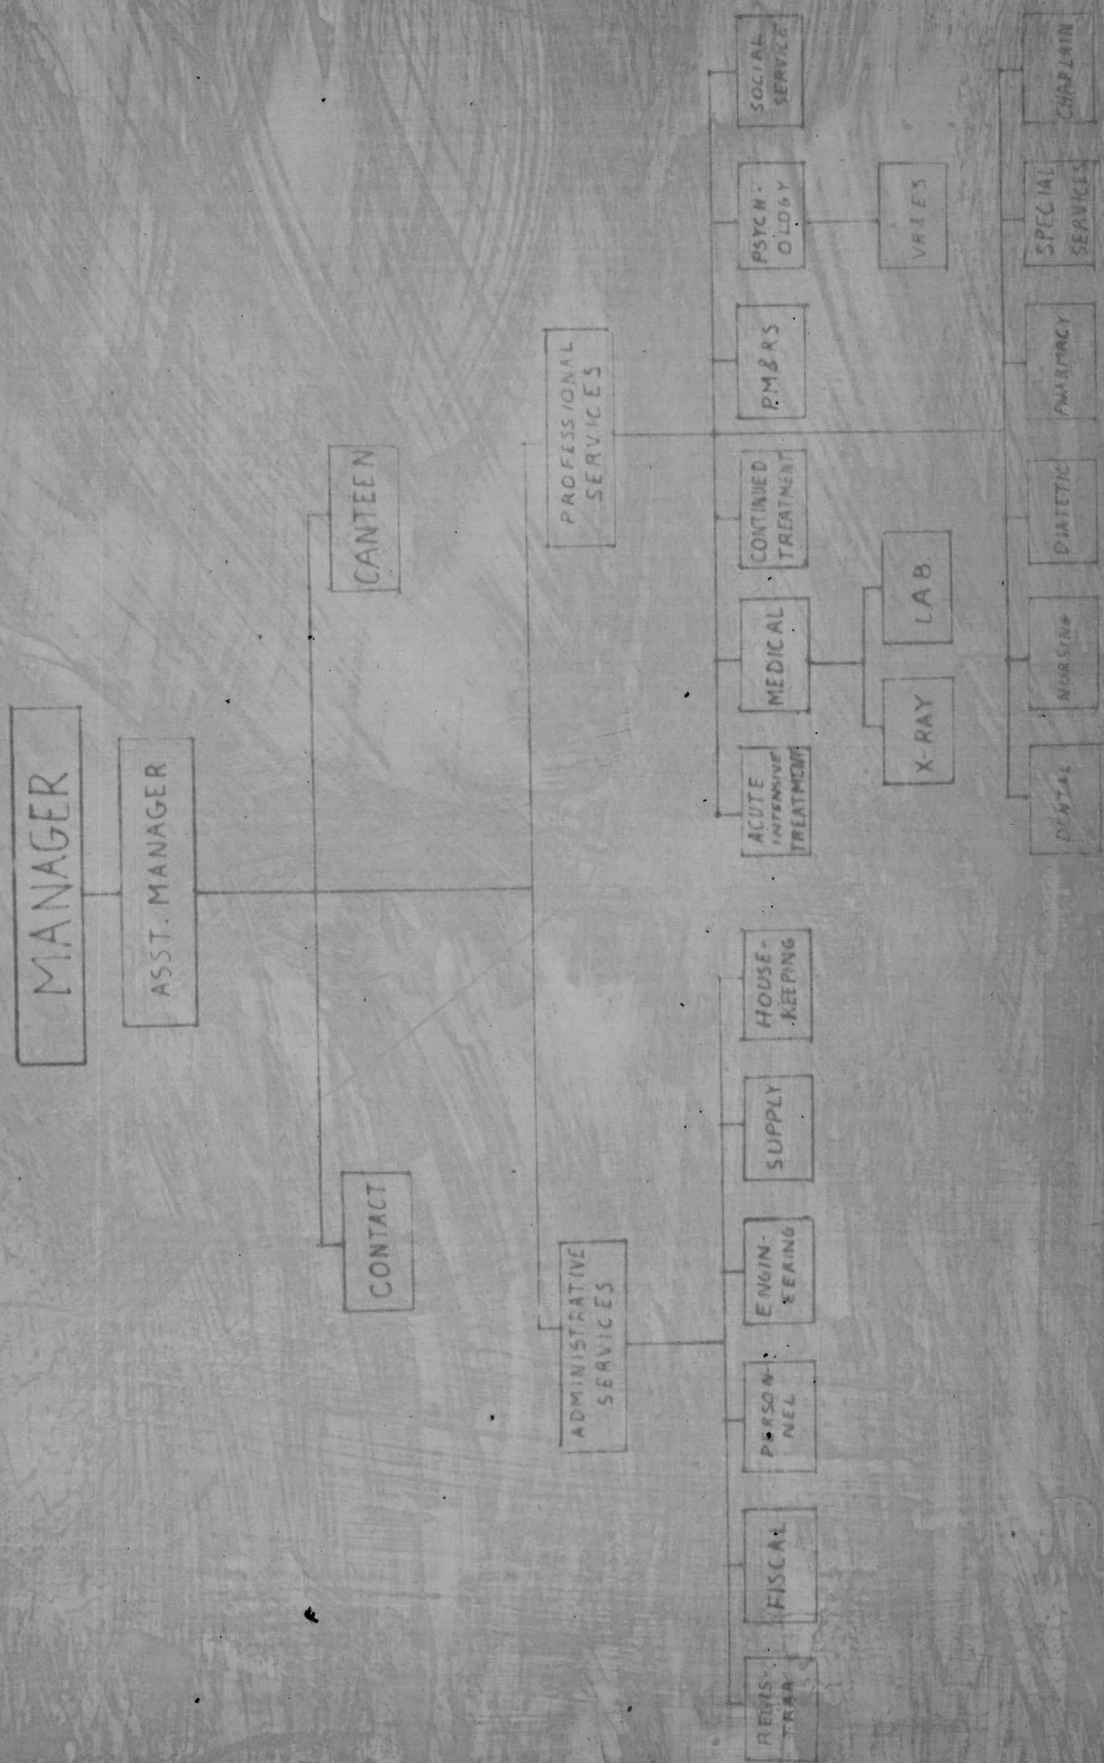 MANAGER
ASST. MANAGER
CONTACT
CANTEEN
ADMINISTRATIVE
SERVICES
PROFESSIONAL
SERVICES
REGIS-
TRAR
FISCAL
PERSON-
NEL
ENGIN-
EERING
SUPPLY
HOUSE-
KEEPING
ACUTE
INTENSIVE
TREATMENT
MEDICAL
CONTINUED
TREATMENT
PM&RS
PSYCH-
OLOGY
SOCIAL
SERVICE
X-RAY
LAB.
VR&ES
DENTAL
NURSING
DIATETIC
PHARMACY
SPECIAL
SERVICES
CHAPLAIN